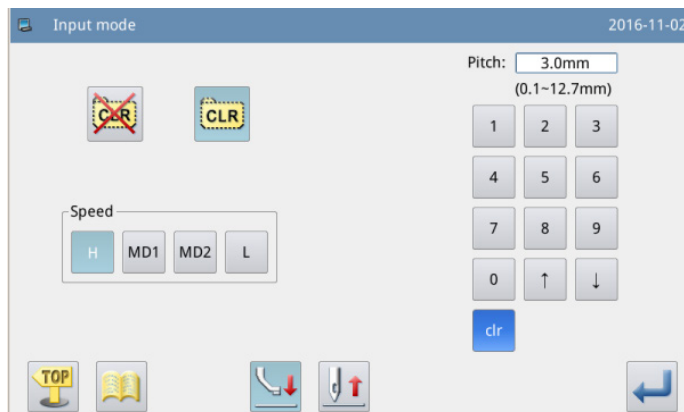 Input mode
2016-11-02
Pitch: 3.0mm
(0.1~12.7mm)
CLR
CLR
1 2 3
4 5 6
Speed
H MD1 MD2 L
7 8 9
0 ↑ ↓
clr
TOP